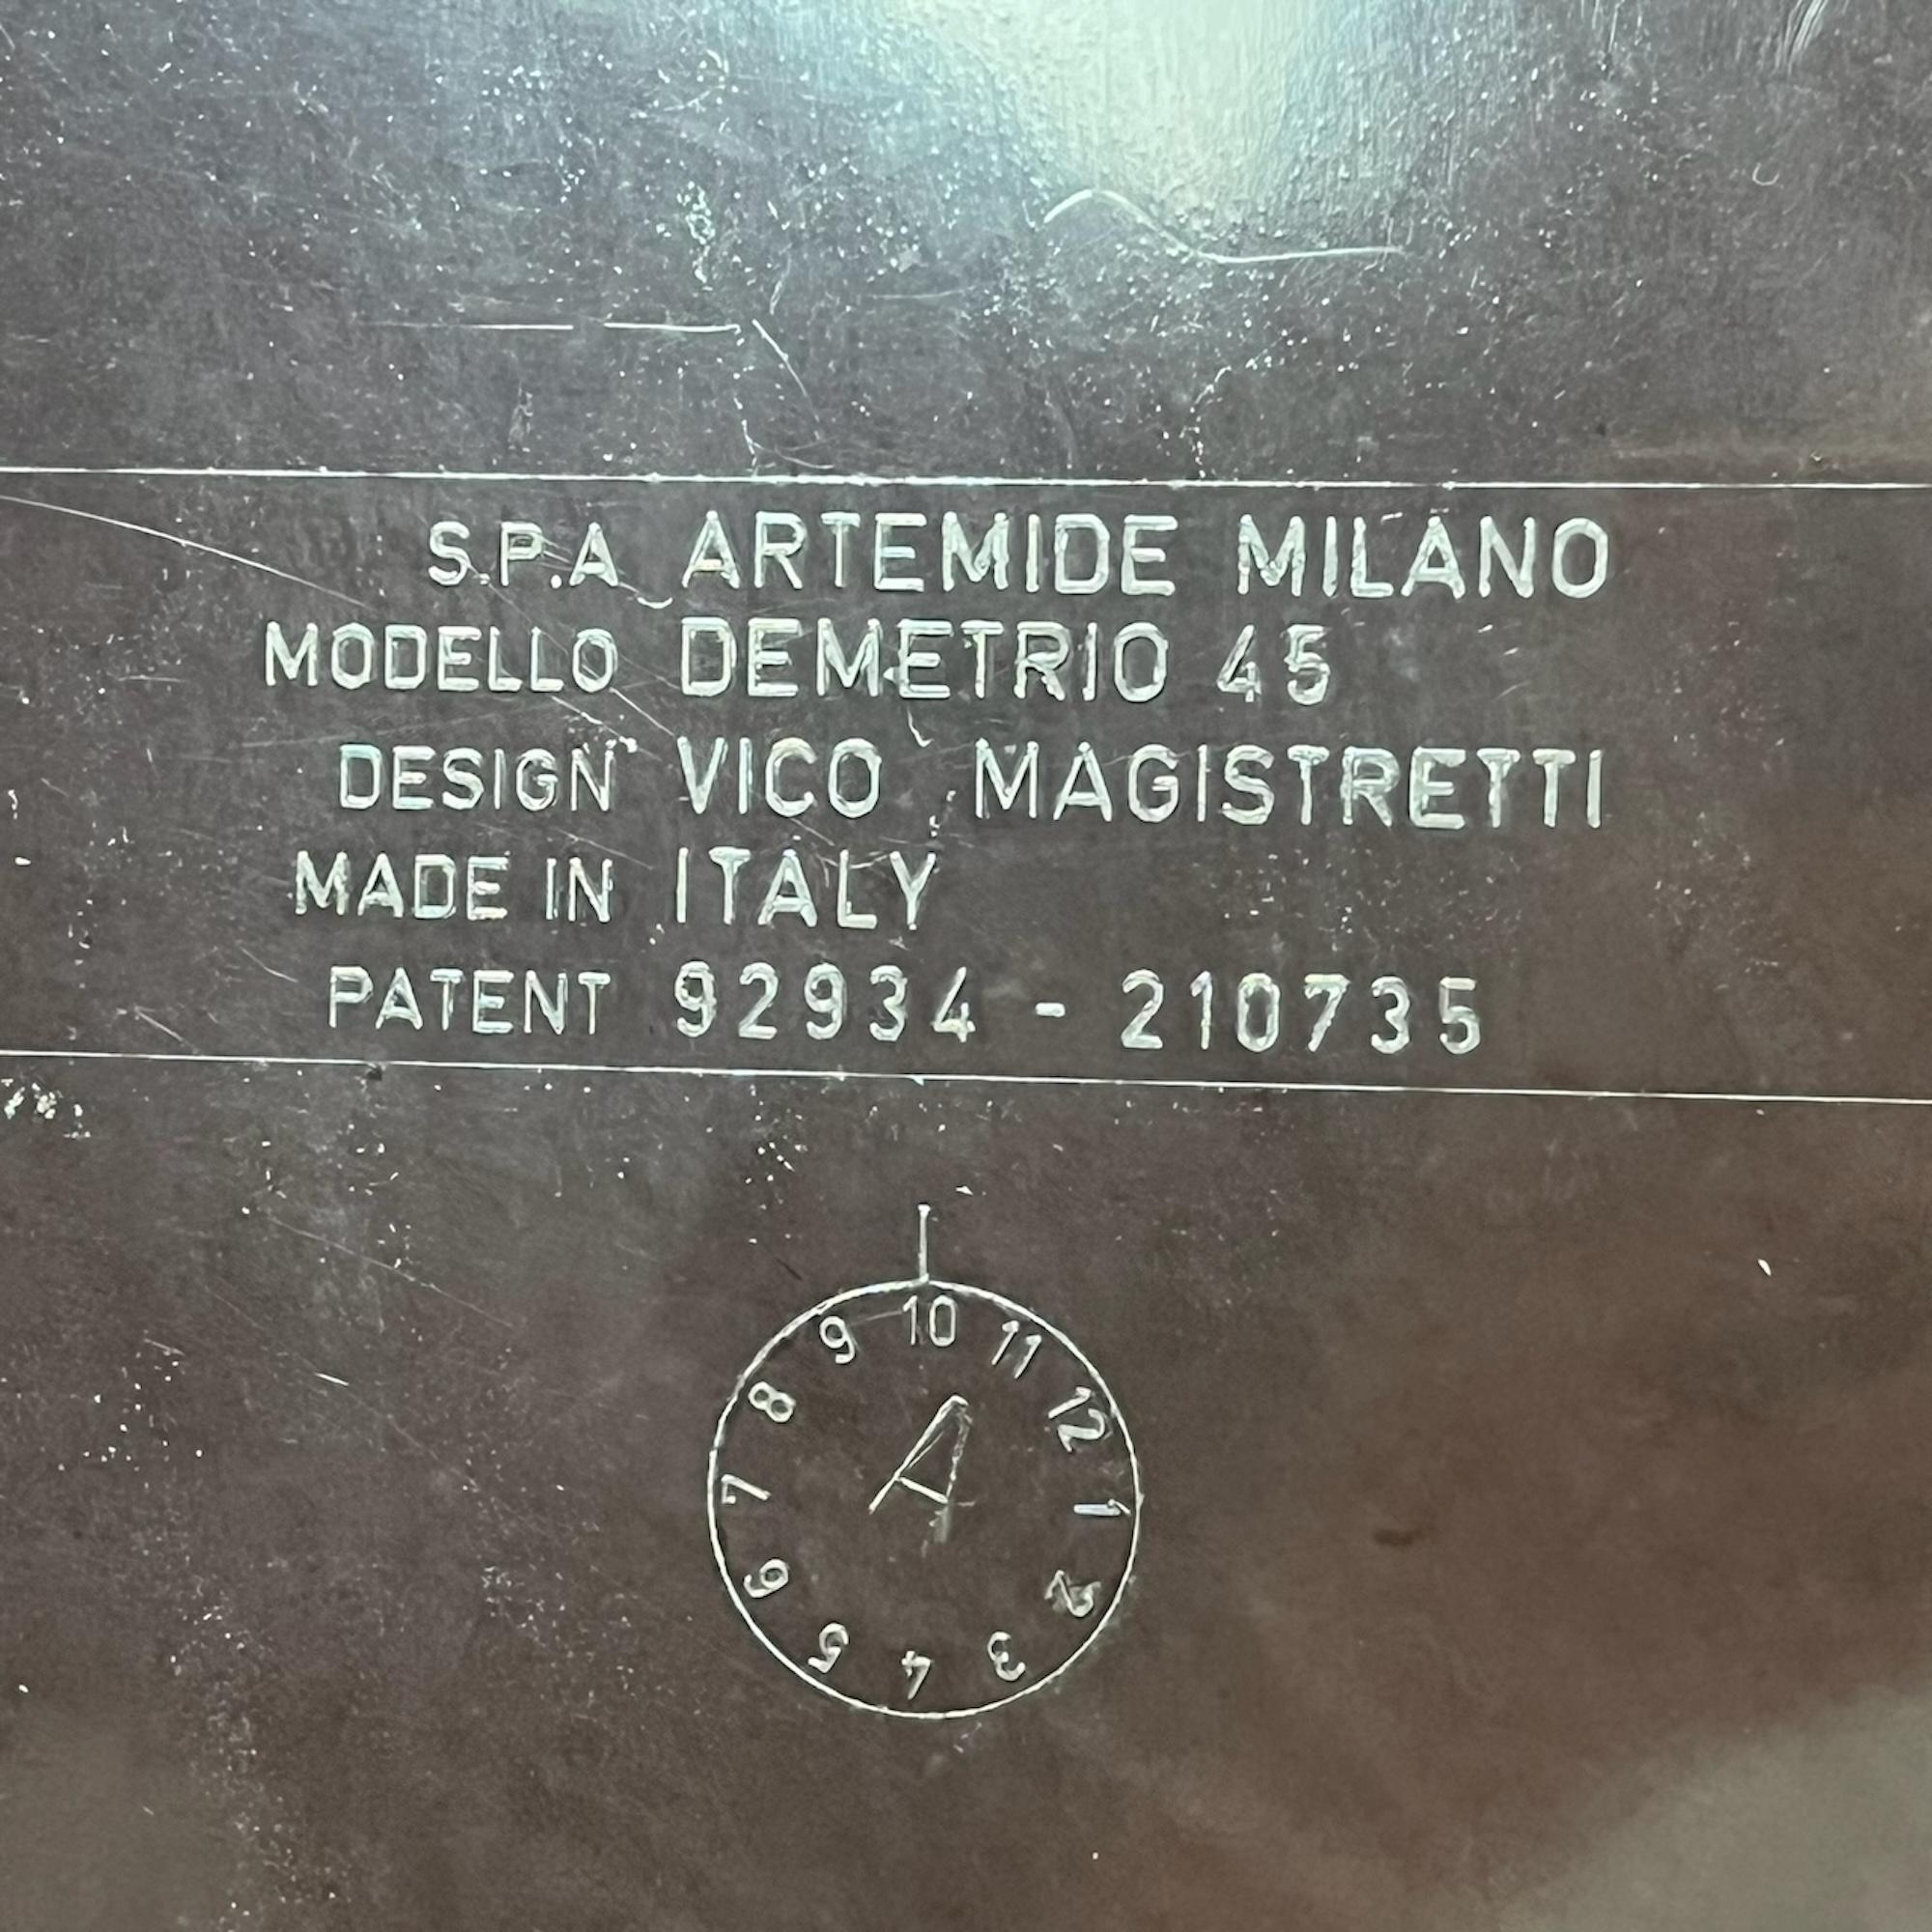 S.P.A ARTEMIDE MILANO
MODELLO DEMETRIO 45
DESIGN VICO MAGISTRETTI
MADE IN ITALY
PATENT 92934 - 210735
10
11
12
1
2
3
4
5
6
7
8
9
A